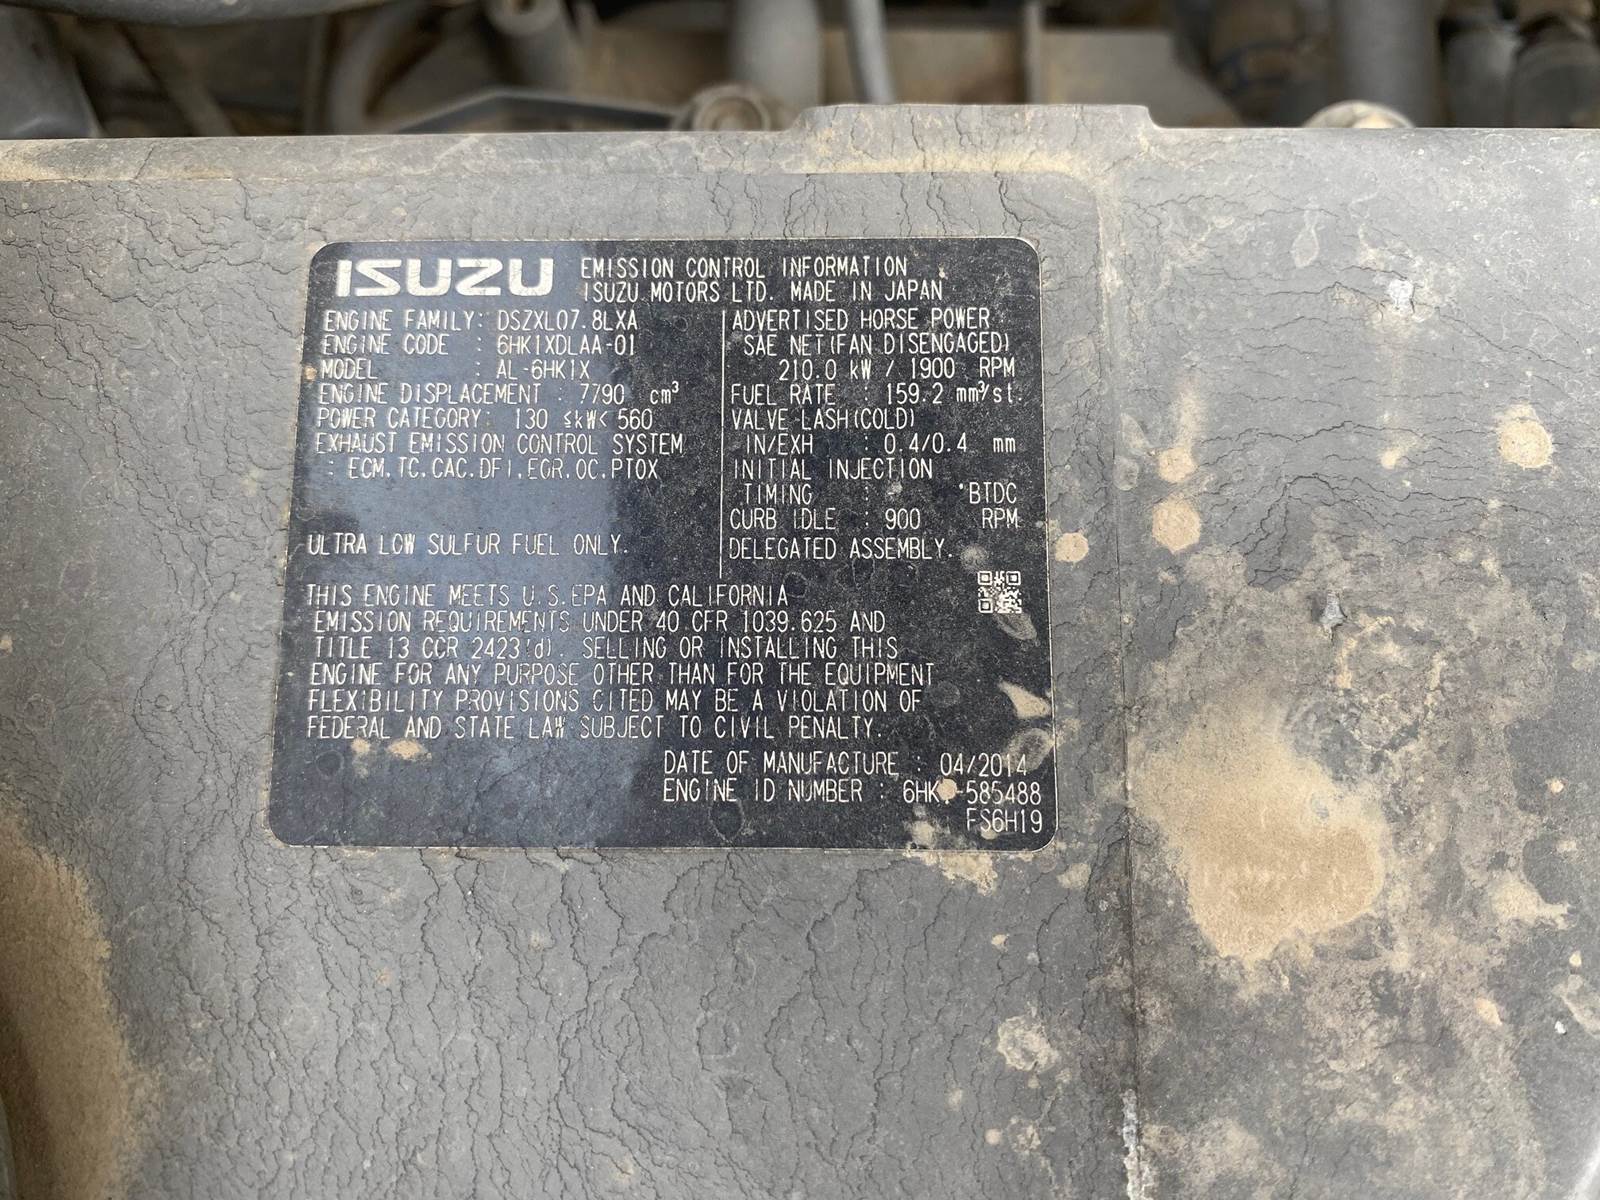 ISUZU EMISSION CONTROL INFORMATION
ISUZU MOTORS LTD. MADE IN JAPAN
ENGINE FAMILY: DSZXL07.8LXA
ENGINE CODE : 6HK1XDLAA-01
MODEL : AL-6HK1X
ENGINE DISPLACEMENT : 7790 cm³
POWER CATEGORY: 130 ≤kW< 560
EXHAUST EMISSION CONTROL SYSTEM
: ECM.TC.CAC.DFI.EGR.OC.PTOX
ULTRA LOW SULFUR FUEL ONLY.
ADVERTISED HORSE POWER
SAE NET(FAN DISENGAGED)
210.0 kW / 1900 RPM
FUEL RATE : 159.2 mm³/st.
VALVE LASH(COLD)
IN/EXH : 0.4/0.4 mm
INITIAL INJECTION
TIMING : °BTDC
CURB IDLE : 900 RPM
DELEGATED ASSEMBLY.
THIS ENGINE MEETS U.S.EPA AND CALIFORNIA
EMISSION REQUIREMENTS UNDER 40 CFR 1039.625 AND
TITLE 13 CCR 2423(d). SELLING OR INSTALLING THIS
ENGINE FOR ANY PURPOSE OTHER THAN FOR THE EQUIPMENT
FLEXIBILITY PROVISIONS CITED MAY BE A VIOLATION OF
FEDERAL AND STATE LAW SUBJECT TO CIVIL PENALTY.
DATE OF MANUFACTURE : 04/2014
ENGINE ID NUMBER : 6HK1-585488
FS6H19